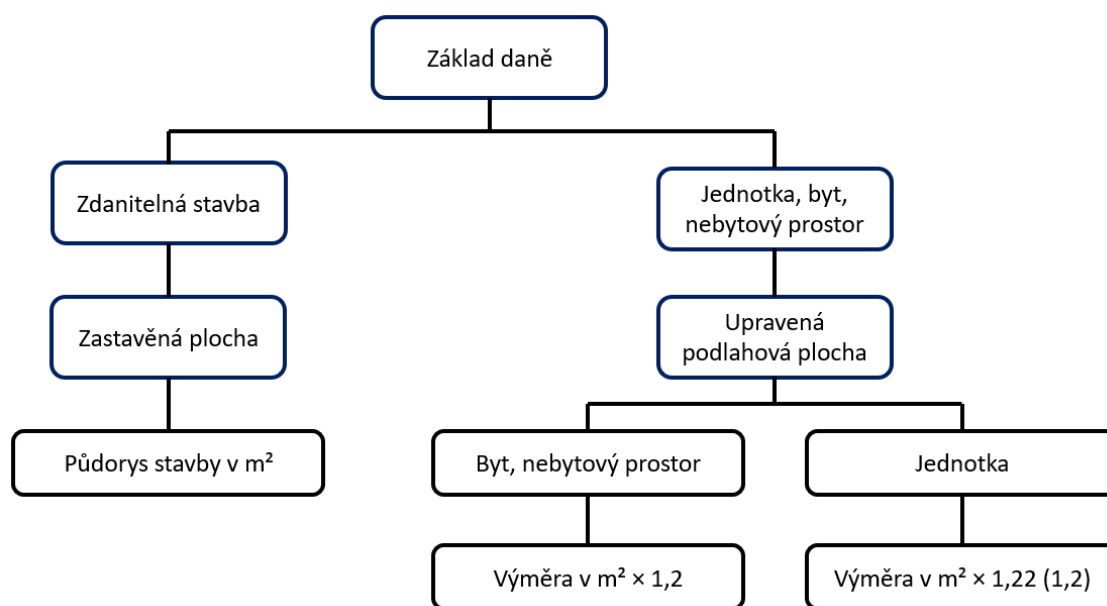 Základ daně
Zdanitelná stavba
Jednotka, byt,
nebytový prostor
Zastavěná plocha
Upravená
podlahová plocha
Půdorys stavby v m²
Byt, nebytový prostor
Jednotka
Výměra v m² × 1,2
Výměra v m² × 1,22 (1,2)